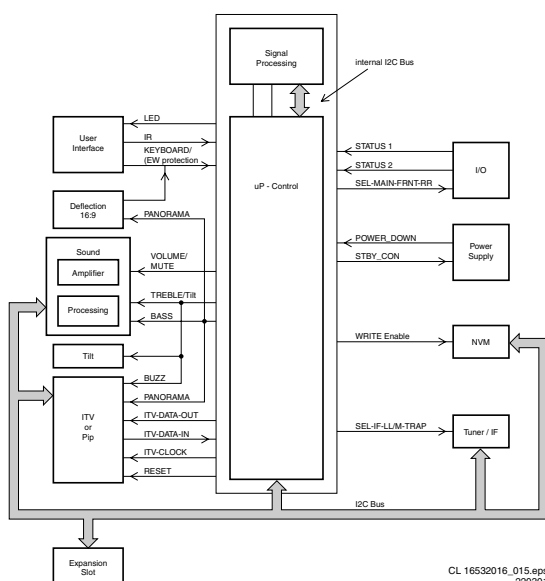 Signal
Processing
internal I2C Bus
LED
User
Interface
IR
KEYBOARD/
(EW protection
STATUS 1
STATUS 2
I/O
SEL-MAIN-FRNT-RR
uP - Control
Deflection
16:9
PANORAMA
POWER_DOWN
Power
Supply
STBY_CON
Sound
VOLUME/
MUTE
Amplifier
TREBLE/Tilt
Processing
BASS
WRITE Enable
NVM
Tilt
BUZZ
PANORAMA
ITV
or
Pip
ITV-DATA-OUT
ITV-DATA-IN
SEL-IF-LL/M-TRAP
Tuner / IF
ITV-CLOCK
RESET
I2C Bus
Expansion
Slot
CL 16532016_015.eps